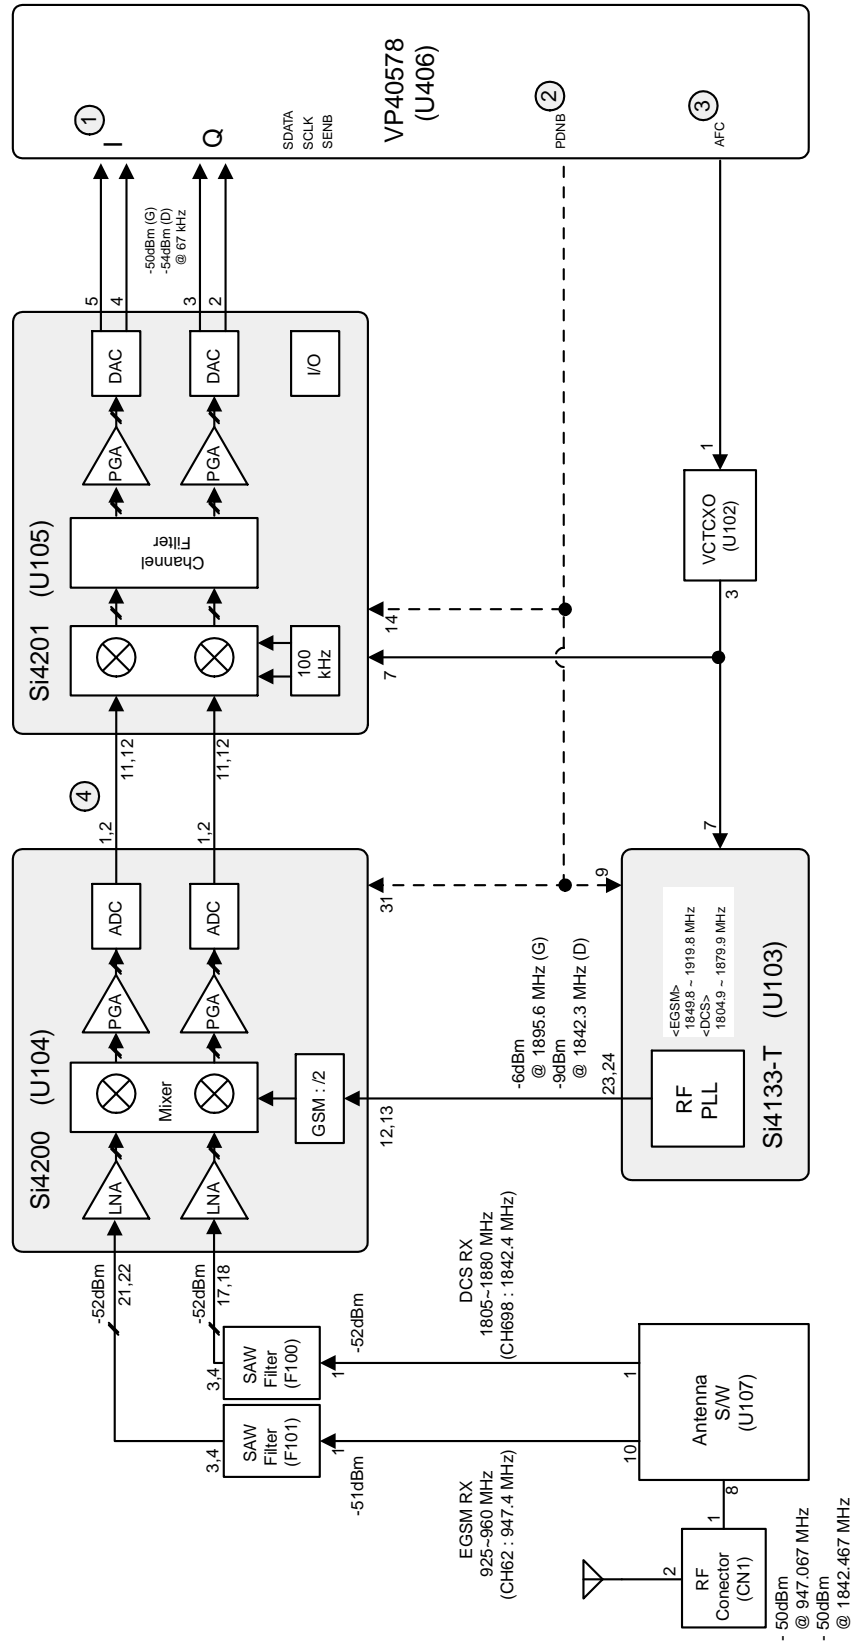 RF
Conector
(CN1)
2
1
8
- 50dBm
@ 947.067 MHz
- 50dBm
@ 1842.467 MHz
Antenna
S/W
(U107)
10
1
EGSM RX
925~960 MHz
(CH62 : 947.4 MHz)
DCS RX
1805~1880 MHz
(CH698 : 1842.4 MHz)
-51dBm
-52dBm
1
1
SAW
Filter
(F101)
SAW
Filter
(F100)
3,4
3,4
-52dBm
21,22
-52dBm
17,18
Si4200 (U104)
LNA
LNA
Mixer
GSM : /2
PGA
PGA
ADC
ADC
12,13
31
1,2
1,2
4
-6dBm
@ 1895.6 MHz (G)
-9dBm
@ 1842.3 MHz (D)
23,24
9
7
RF
PLL
<EGSM>
1849.8 ~ 1919.8 MHz
<DCS>
1804.9 ~ 1879.9 MHz
Si4133-T (U103)
11,12
11,12
Si4201 (U105)
100
kHz
Channel
Filter
PGA
PGA
DAC
DAC
I/O
7
14
5
4
3
2
-50dBm (G)
-54dBm (D)
@ 67 kHz
VCTCXO
(U102)
3
1
1
I
Q
SDATA
SCLK
SENB
VP40578
(U406)
2
PDNB
3
AFC